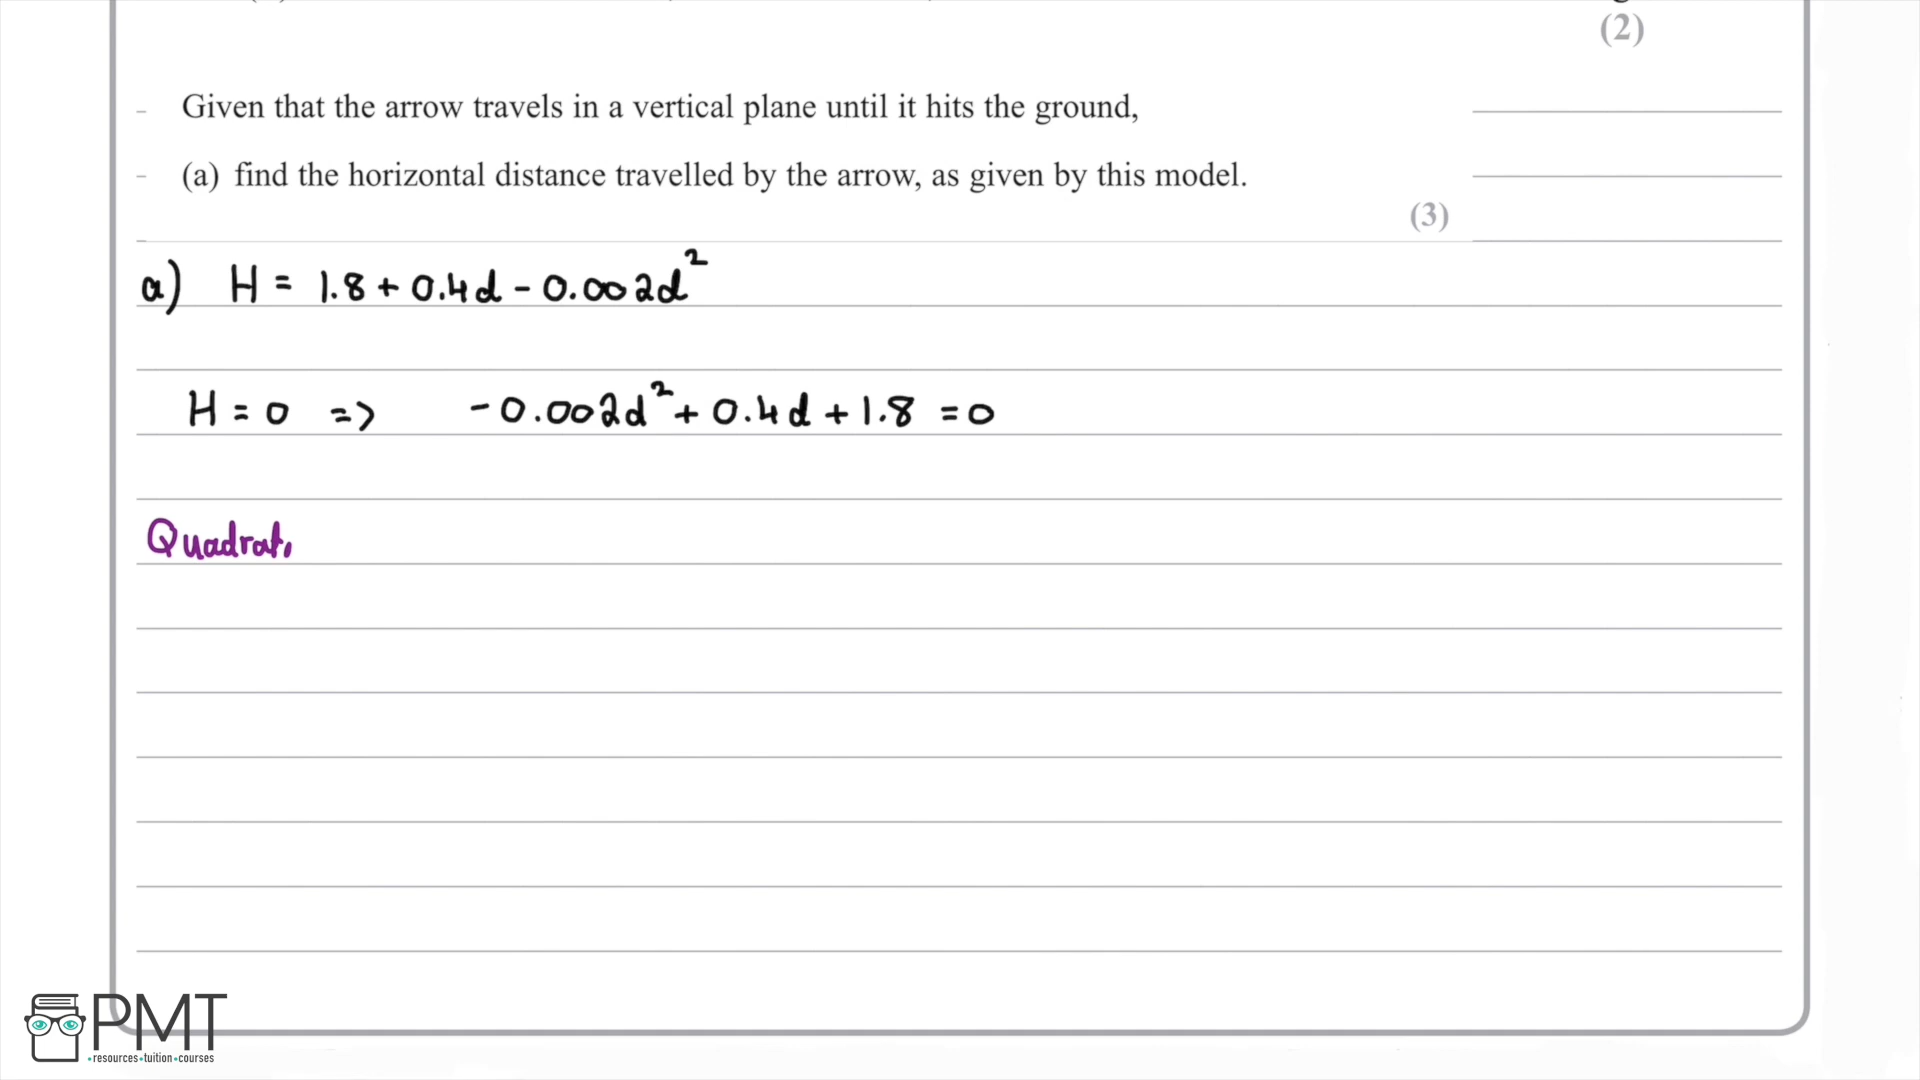 (2)
Given that the arrow travels in a vertical plane until it hits the ground,
(a) find the horizontal distance travelled by the arrow, as given by this model.
(3)
a) H = 1.8 + 0.4d - 0.002d²
H = 0 => -0.002d² + 0.4d + 1.8 = 0
Quadrat
PMT
•resources•tuition•courses